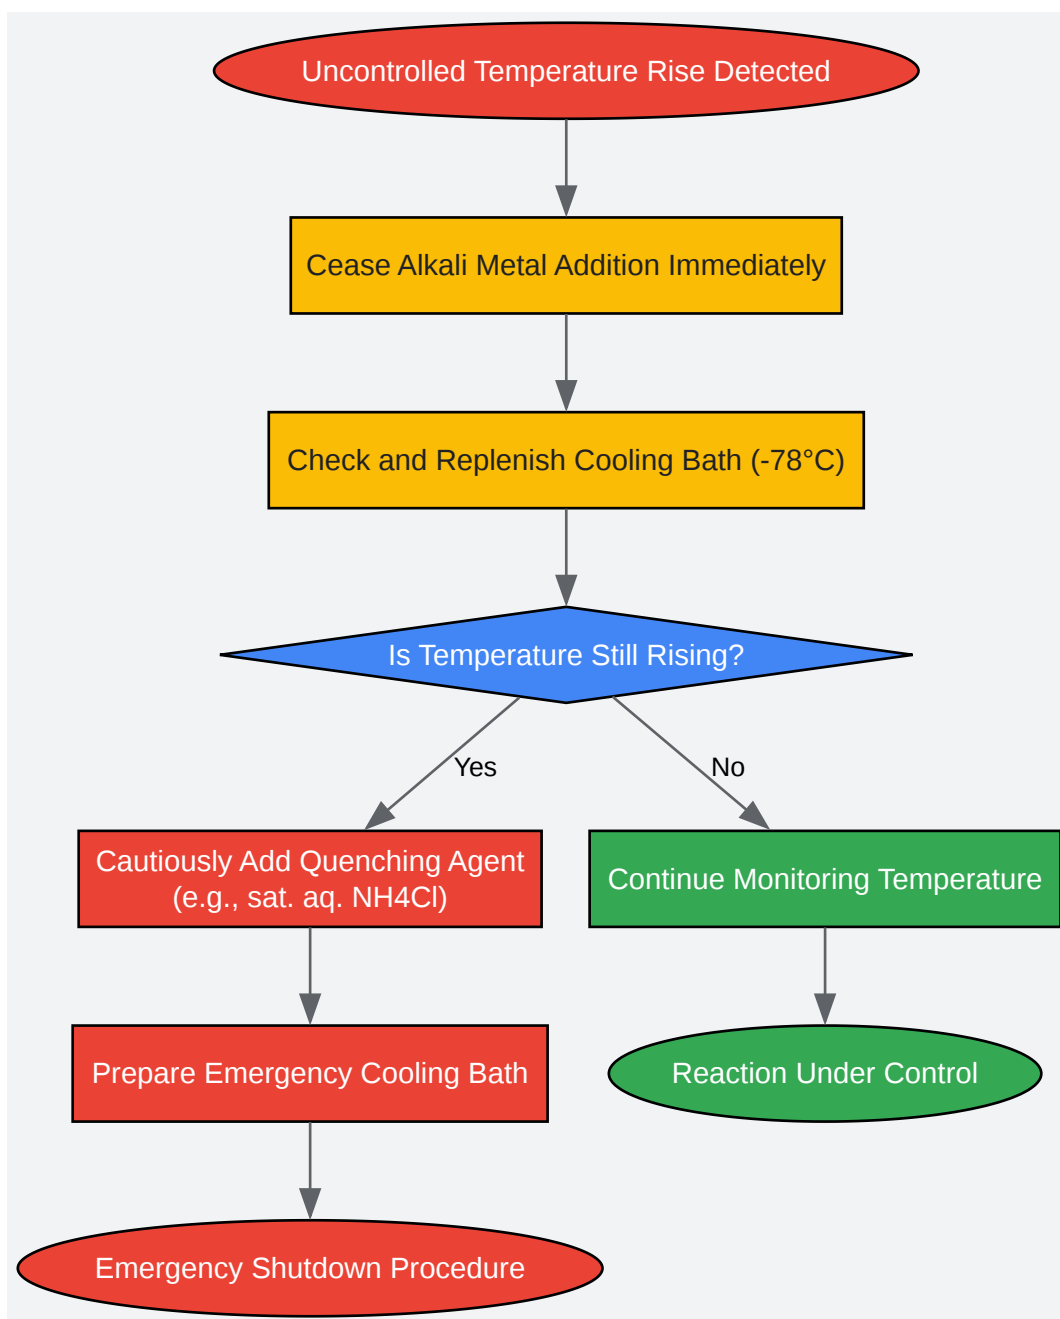 Uncontrolled Temperature Rise Detected
Cease Alkali Metal Addition Immediately
Check and Replenish Cooling Bath (-78°C)
Is Temperature Still Rising?
Yes
No
Cautiously Add Quenching Agent
(e.g., sat. aq. NH4Cl)
Continue Monitoring Temperature
Prepare Emergency Cooling Bath
Reaction Under Control
Emergency Shutdown Procedure